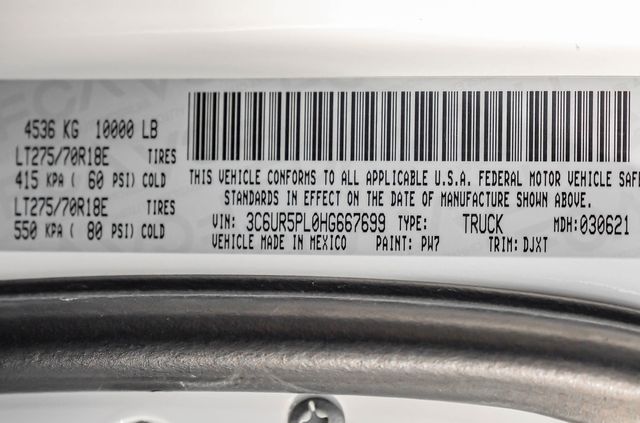 4536 KG 10000 LB
LT275/70R18E TIRES
415 KPA ( 60 PSI) COLD
LT275/70R18E TIRES
550 KPA ( 80 PSI) COLD
THIS VEHICLE CONFORMS TO ALL APPLICABLE U.S.A. FEDERAL MOTOR VEHICLE SAF
STANDARDS IN EFFECT ON THE DATE OF MANUFACTURE SHOWN ABOVE.
VIN: 3C6UR5PL0HG667699 TYPE: TRUCK MDH:030621
VEHICLE MADE IN MEXICO PAINT: PW7 TRIM: DJXT